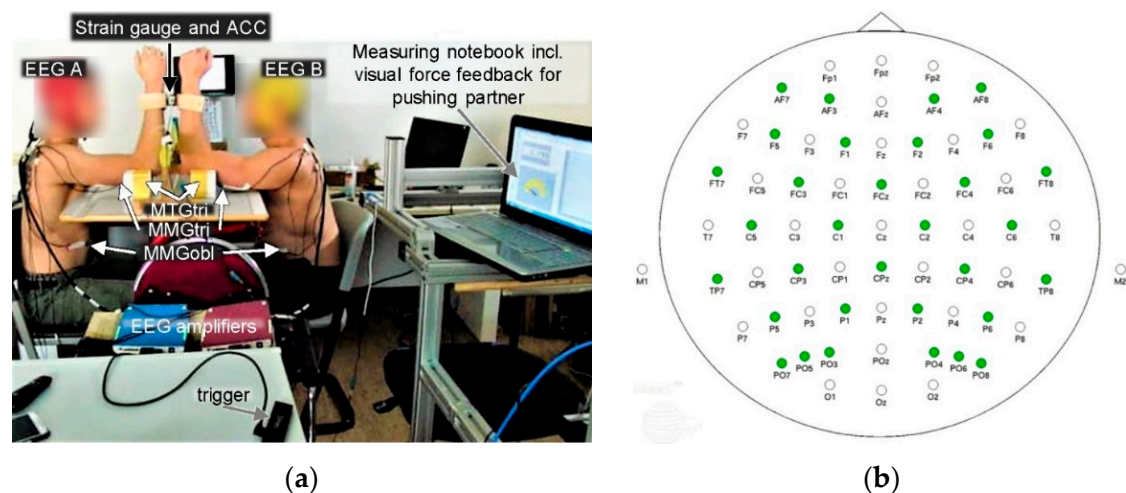 Strain gauge and ACC
EEG A
EEG B
Measuring notebook incl.
visual force feedback for
pushing partner
MTGtri
MMGtri
MMGobl
EEG amplifiers
trigger
(a)
Fp1 Fpz Fp2
AF7 AF3 AFz AF4 AF8
F7 F5 F3 F1 Fz F2 F4 F6 F8
FT7 FC5 FC3 FC1 FCz FC2 FC4 FC6 FT8
T7 C5 C3 C1 Cz C2 C4 C6 T8
M1 TP7 CP5 CP3 CP1 CPz CP2 CP4 CP6 TP8 M2
P7 P5 P3 P1 Pz P2 P4 P6 P8
PO7 PO5 PO3 POz PO4 PO6 PO8
O1 Oz O2
(b)